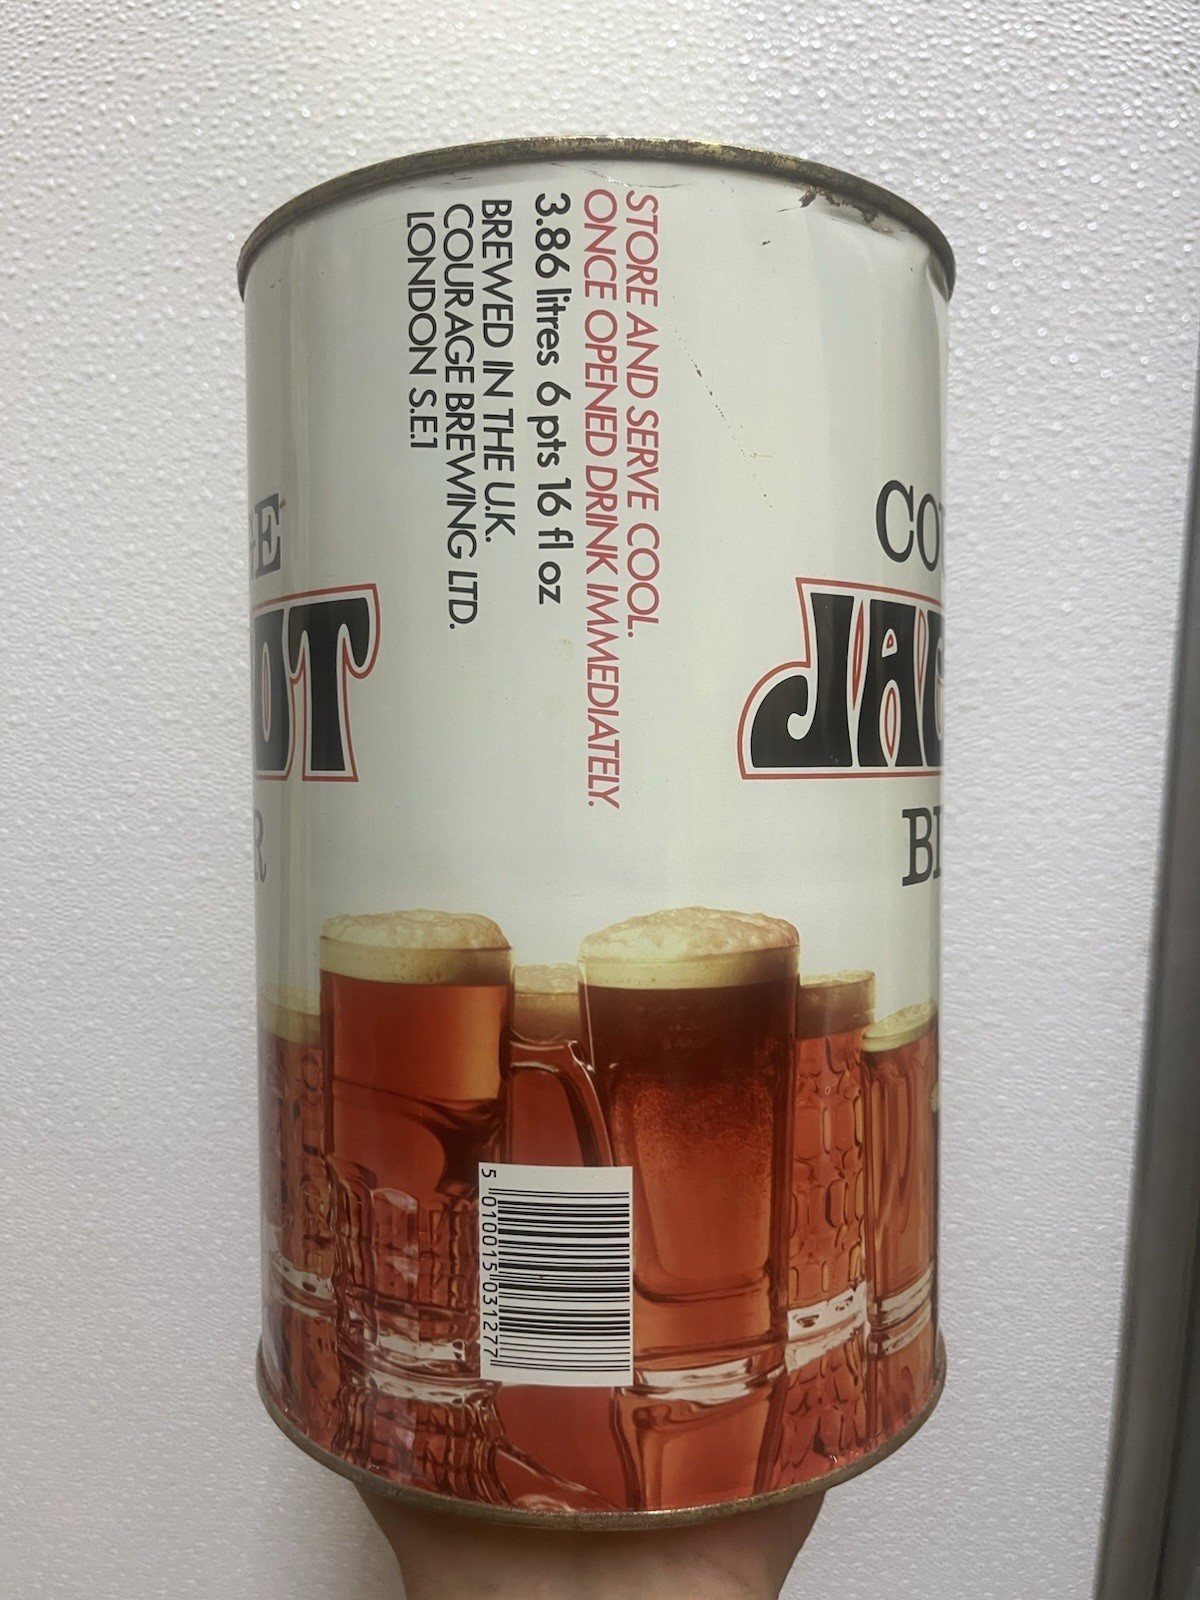 STORE AND SERVE COOL.
ONCE OPENED DRINK IMMEDIATELY.
3.86 litres 6 pts 16 fl oz
BREWED IN THE U.K.
COURAGE BREWING LTD.
LONDON S.E.1
5 010015 031277